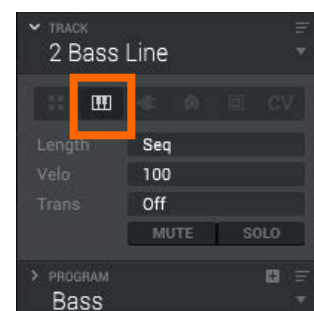 TRACK
2 Bass Line
CV
Length Seq
Velo 100
Trans Off
MUTE SOLO
PROGRAM
Bass